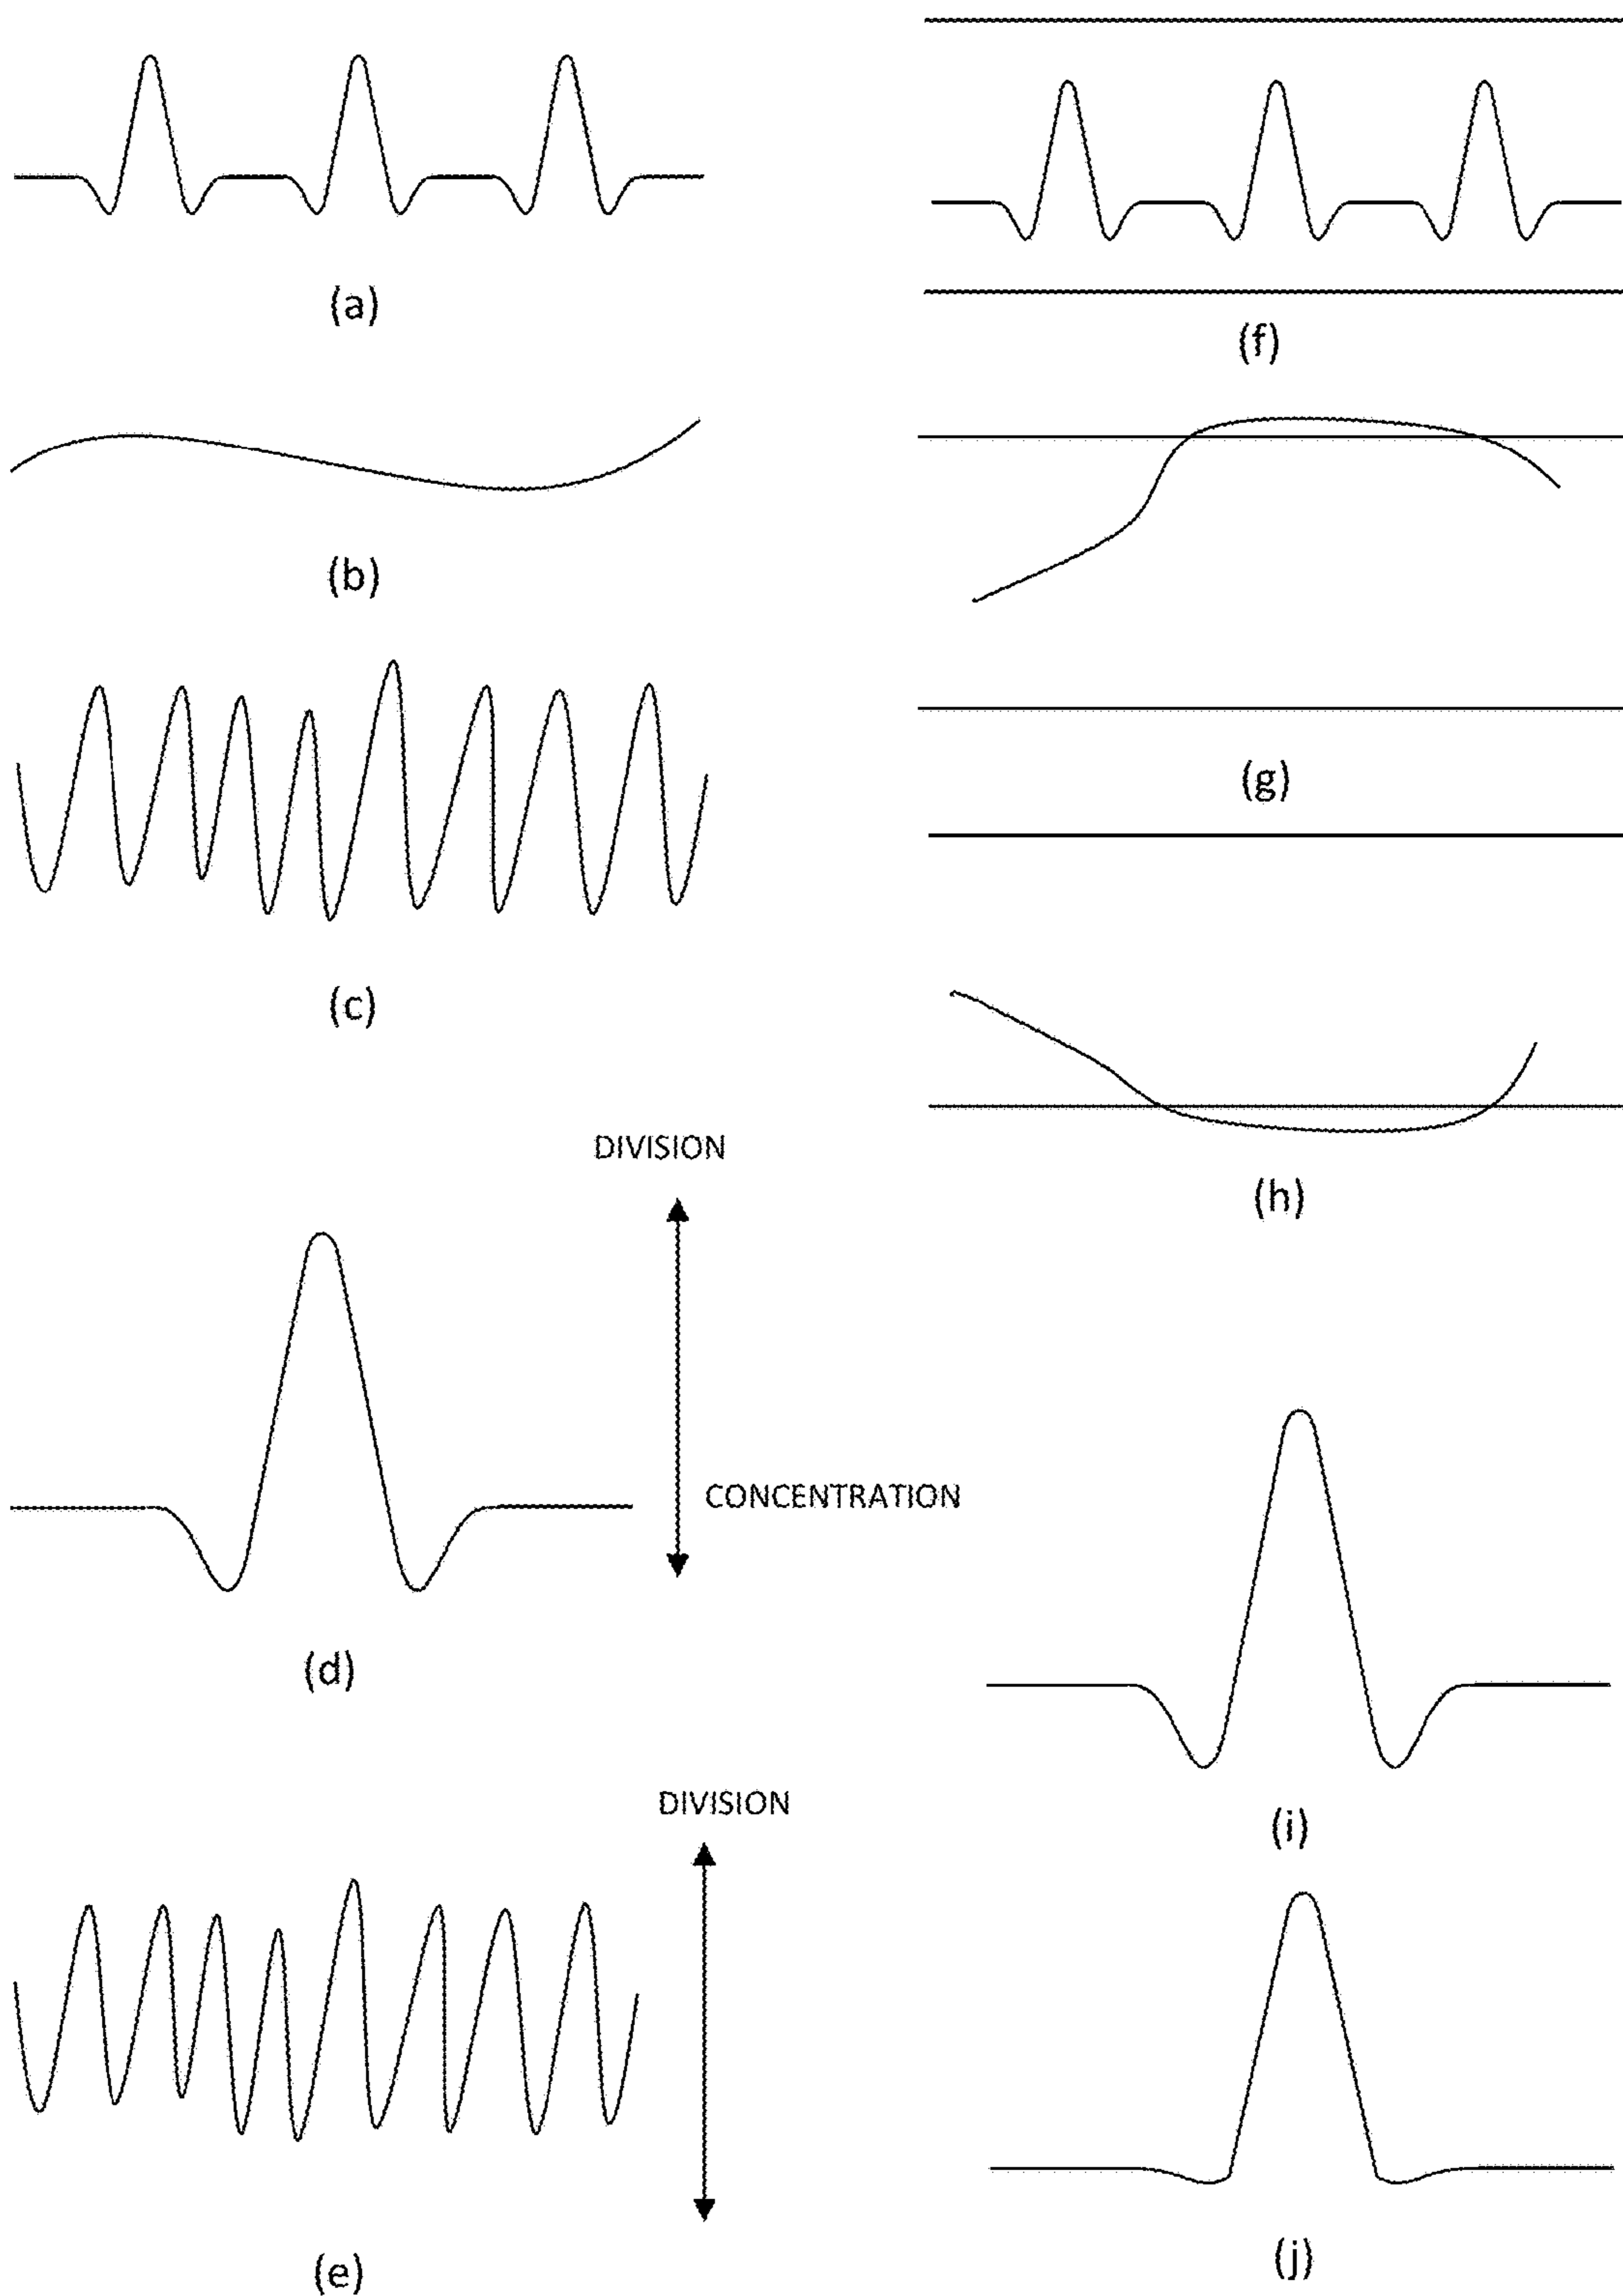 (a)
(b)
(c)
DIVISION
CONCENTRATION
(d)
DIVISION
(e)
(f)
(g)
(h)
(i)
(j)